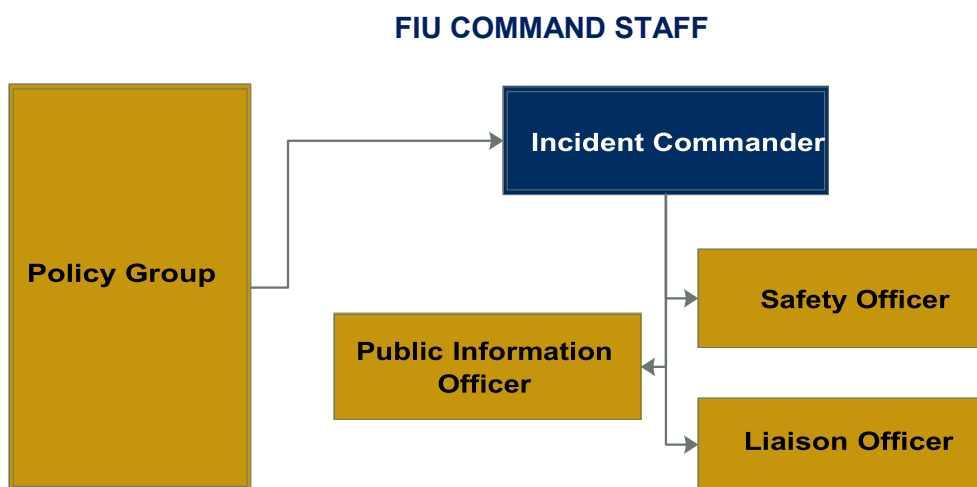 FIU COMMAND STAFF
Incident Commander
Policy Group
Safety Officer
Public Information
Officer
Liaison Officer